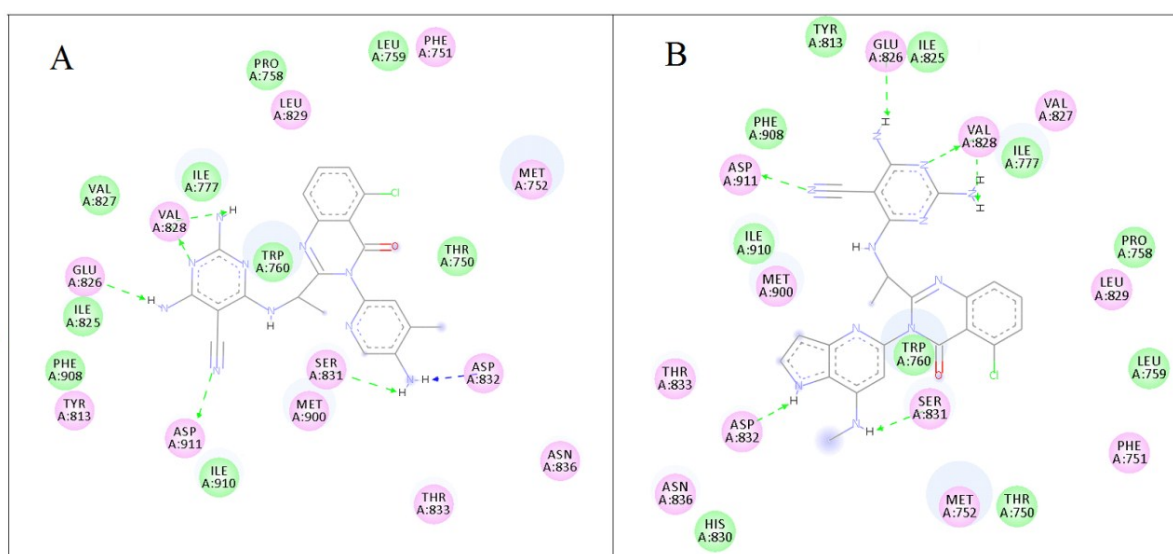 A
PRO
A:758
LEU
A:759
PHE
A:751
LEU
A:829
MET
A:752
ILE
A:777
VAL
A:827
VAL
A:828
H
N
N
N
Cl
TRP
A:760
O
THR
A:750
GLU
A:826
H
N
N
N
N
H
N
ILE
A:825
N
PHE
A:908
TYR
A:813
N
SER
A:831
N
H
H
ASP
A:832
MET
A:900
ASP
A:911
ILE
A:910
ASN
A:836
THR
A:833
B
TYR
A:813
GLU
A:826
ILE
A:825
VAL
A:827
PHE
A:908
H
N
VAL
A:828
ILE
A:777
ASP
A:911
N
N
N
H
H
N
ILE
A:910
H
N
MET
A:900
PRO
A:758
LEU
A:829
N
N
N
TRP
A:760
O
Cl
LEU
A:759
THR
A:833
N
H
ASP
A:832
N
H
SER
A:831
PHE
A:751
ASN
A:836
HIS
A:830
MET
A:752
THR
A:750